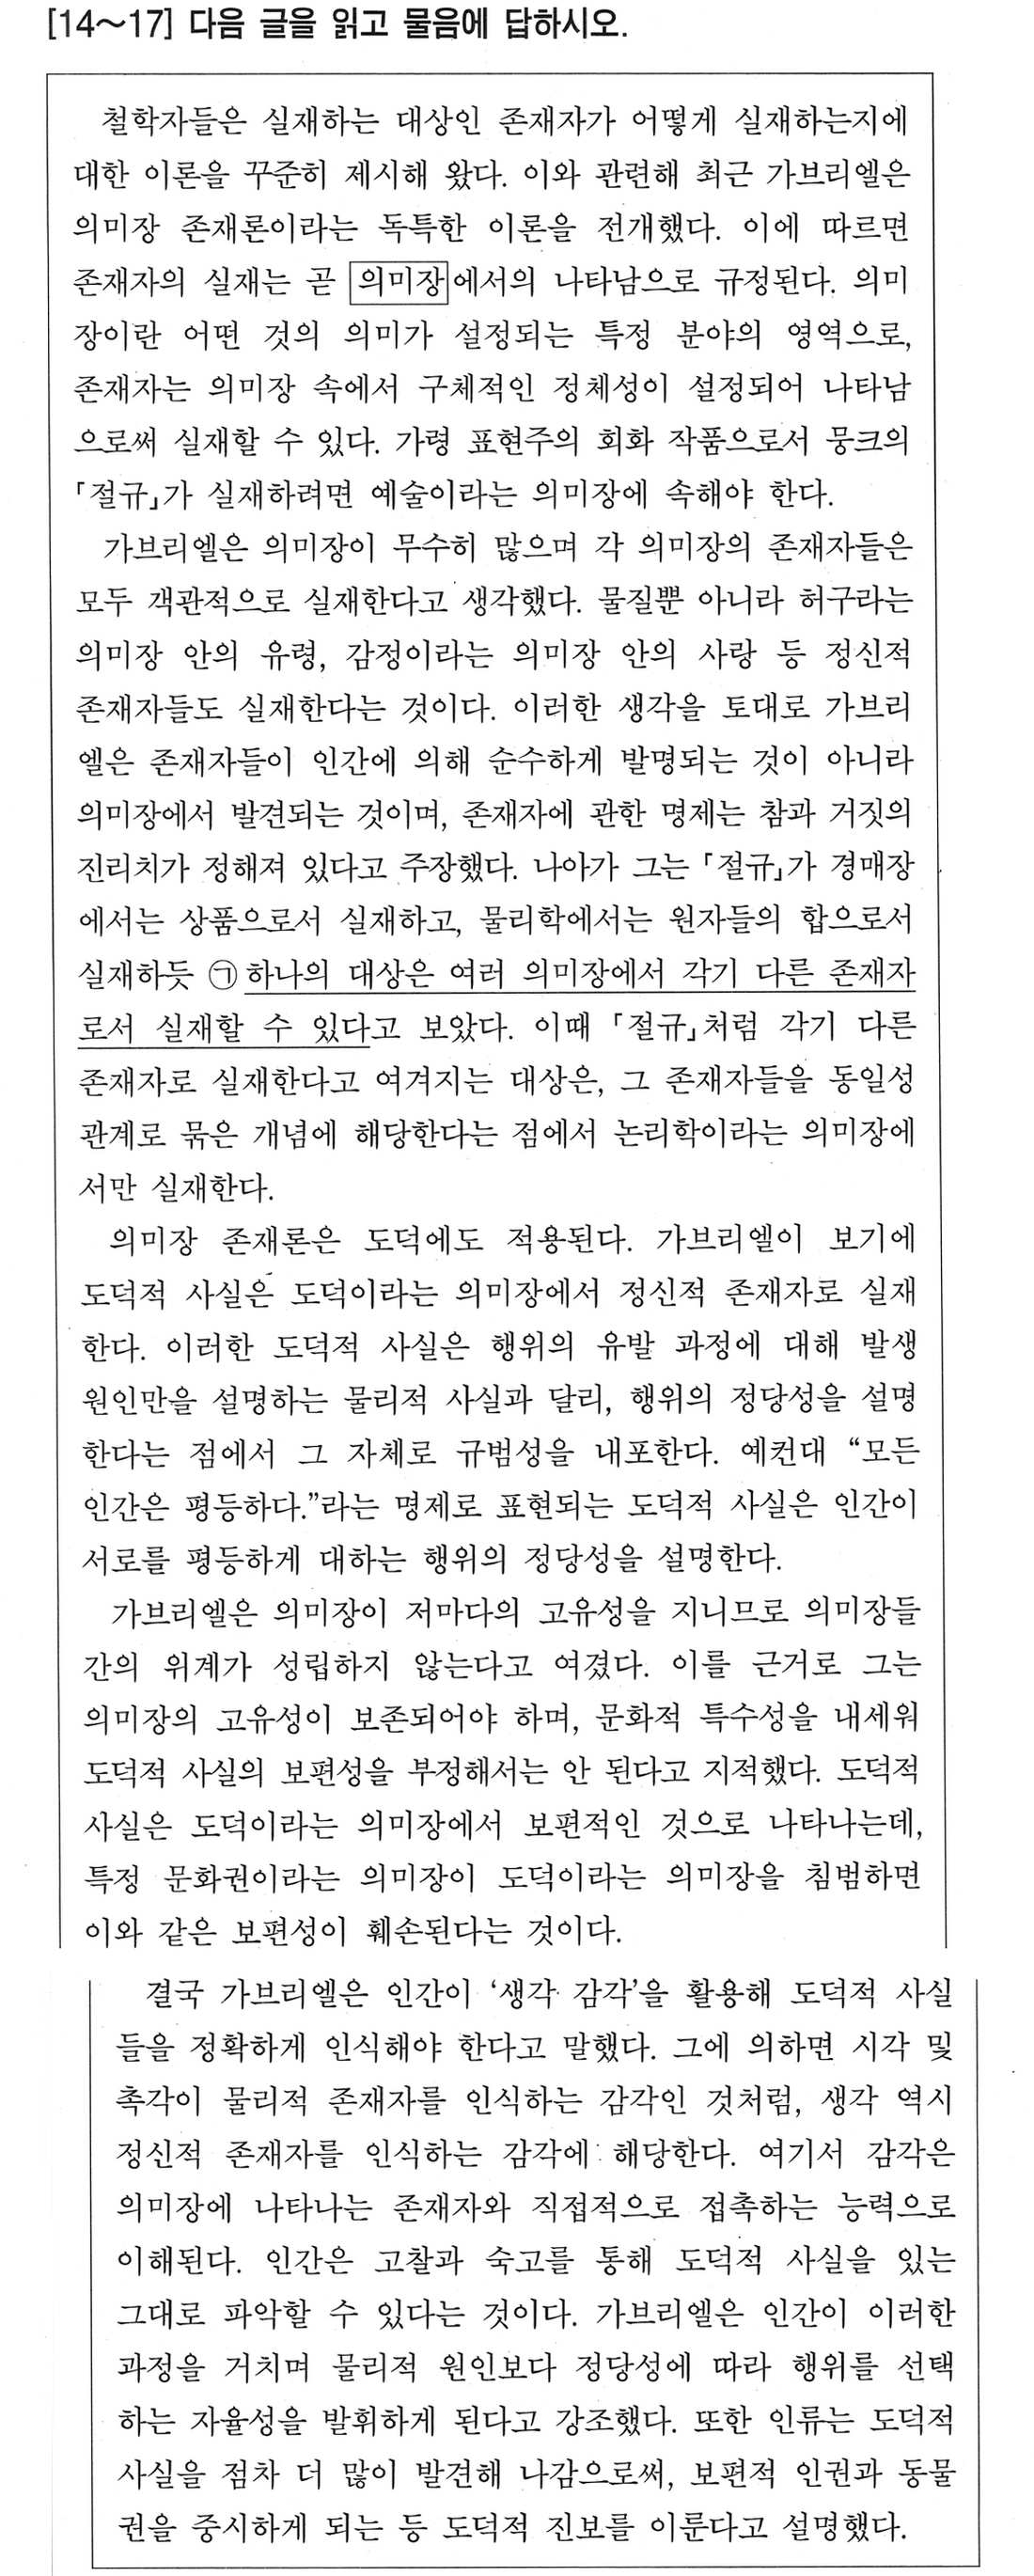 [14～17] 다음 글을 읽고 물음에 답하시오.
철학자들은 실재하는 대상인 존재자가 어떻게 실재하는지에
대한 이론을 꾸준히 제시해 왔다. 이와 관련해 최근 가브리엘은
의미장 존재론이라는 독특한 이론을 전개했다. 이에 따르면
존재자의 실재는 곧 의미장에서의 나타남으로 규정된다. 의미
장이란 어떤 것의 의미가 설정되는 특정 분야의 영역으로,
존재자는 의미장 속에서 구체적인 정체성이 설정되어 나타남
으로써 실재할 수 있다. 가령 표현주의 회화 작품으로서 뭉크의
「절규」가 실재하려면 예술이라는 의미장에 속해야 한다.
가브리엘은 의미장이 무수히 많으며 각 의미장의 존재자들은
모두 객관적으로 실재한다고 생각했다. 물질뿐 아니라 허구라는
의미장 안의 유령, 감정이라는 의미장 안의 사랑 등 정신적
존재자들도 실재한다는 것이다. 이러한 생각을 토대로 가브리
엘은 존재자들이 인간에 의해 순수하게 발명되는 것이 아니라
의미장에서 발견되는 것이며, 존재자에 관한 명제는 참과 거짓의
진리치가 정해져 있다고 주장했다. 나아가 그는 「절규」가 경매장
에서는 상품으로서 실재하고, 물리학에서는 원자들의 합으로서
실재하듯 ㉠하나의 대상은 여러 의미장에서 각기 다른 존재자
로서 실재할 수 있다고 보았다. 이때 「절규」처럼 각기 다른
존재자로 실재한다고 여겨지는 대상은, 그 존재자들을 동일성
관계로 묶은 개념에 해당한다는 점에서 논리학이라는 의미장에
서만 실재한다.
의미장 존재론은 도덕에도 적용된다. 가브리엘이 보기에
도덕적 사실은 도덕이라는 의미장에서 정신적 존재자로 실재
한다. 이러한 도덕적 사실은 행위의 유발 과정에 대해 발생
원인만을 설명하는 물리적 사실과 달리, 행위의 정당성을 설명
한다는 점에서 그 자체로 규범성을 내포한다. 예컨대 “모든
인간은 평등하다.”라는 명제로 표현되는 도덕적 사실은 인간이
서로를 평등하게 대하는 행위의 정당성을 설명한다.
가브리엘은 의미장이 저마다의 고유성을 지니므로 의미장들
간의 위계가 성립하지 않는다고 여겼다. 이를 근거로 그는
의미장의 고유성이 보존되어야 하며, 문화적 특수성을 내세워
도덕적 사실의 보편성을 부정해서는 안 된다고 지적했다. 도덕적
사실은 도덕이라는 의미장에서 보편적인 것으로 나타나는데,
특정 문화권이라는 의미장이 도덕이라는 의미장을 침범하면
이와 같은 보편성이 훼손된다는 것이다.
결국 가브리엘은 인간이 ‘생각 감각’을 활용해 도덕적 사실
들을 정확하게 인식해야 한다고 말했다. 그에 의하면 시각 및
촉각이 물리적 존재자를 인식하는 감각인 것처럼, 생각 역시
정신적 존재자를 인식하는 감각에 해당한다. 여기서 감각은
의미장에 나타나는 존재자와 직접적으로 접촉하는 능력으로
이해된다. 인간은 고찰과 숙고를 통해 도덕적 사실을 있는
그대로 파악할 수 있다는 것이다. 가브리엘은 인간이 이러한
과정을 거치며 물리적 원인보다 정당성에 따라 행위를 선택
하는 자율성을 발휘하게 된다고 강조했다. 또한 인류는 도덕적
사실을 점차 더 많이 발견해 나감으로써, 보편적 인권과 동물
권을 중시하게 되는 등 도덕적 진보를 이룬다고 설명했다.